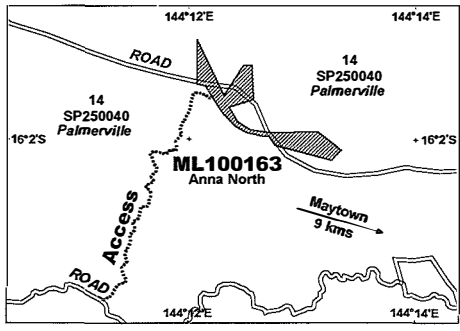 144°12'E
144°14'E
ROAD
14
SP250040
Palmerville
14
SP250040
Palmerville
16°2'S
16°2'S
ML100163
Anna North
Access
Maytown
9 kms
ROAD
144°12'E
144°14'E